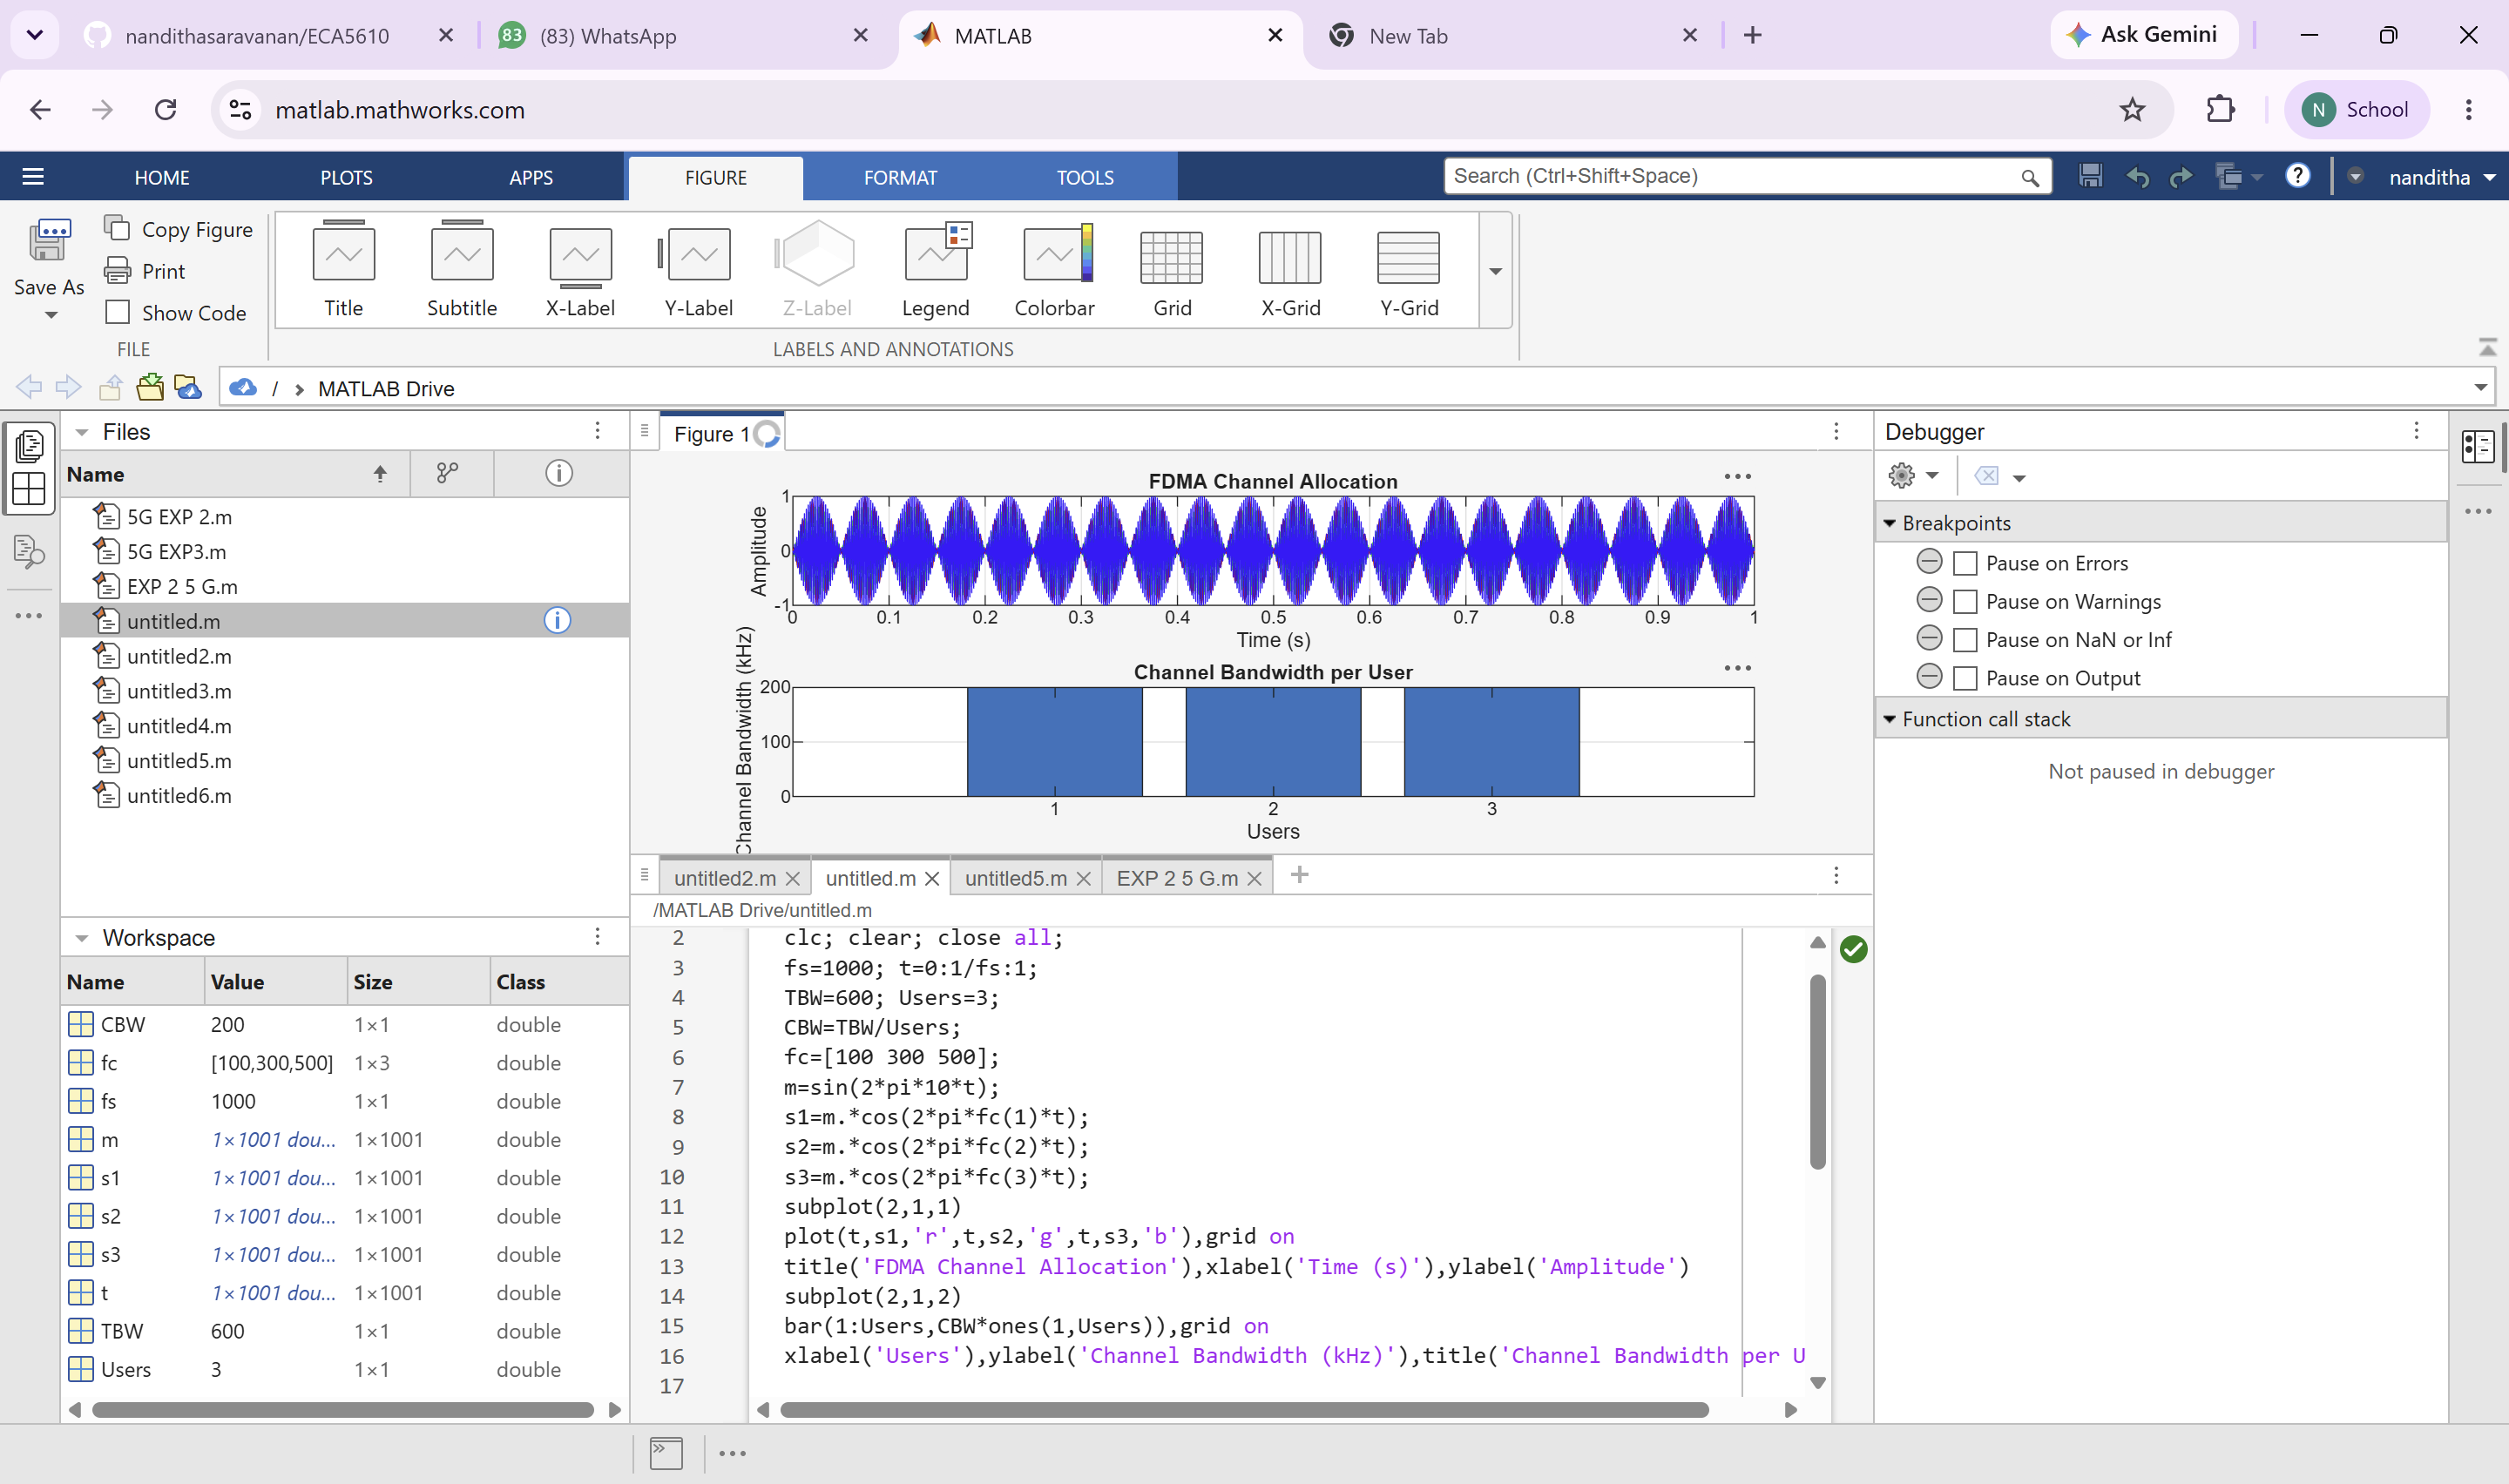 nandithasaravanan/ECA5610
83 (83) WhatsApp
MATLAB
New Tab
Ask Gemini
matlab.mathworks.com
N School
HOME PLOTS APPS FIGURE FORMAT TOOLS
Search (Ctrl+Shift+Space)
nanditha
Save As
Copy Figure
Print
Show Code
FILE
Title Subtitle X-Label Y-Label Z-Label Legend Colorbar Grid X-Grid Y-Grid
LABELS AND ANNOTATIONS
/ MATLAB Drive
Files
Name
5G EXP 2.m
5G EXP3.m
EXP 2 5 G.m
untitled.m
untitled2.m
untitled3.m
untitled4.m
untitled5.m
untitled6.m
Workspace
Name Value Size Class
CBW 200 1×1 double
fc [100,300,500] 1×3 double
fs 1000 1×1 double
m 1×1001 dou... 1×1001 double
s1 1×1001 dou... 1×1001 double
s2 1×1001 dou... 1×1001 double
s3 1×1001 dou... 1×1001 double
t 1×1001 dou... 1×1001 double
TBW 600 1×1 double
Users 3 1×1 double
Figure 1
FDMA Channel Allocation
Amplitude
1
0
-1
0 0.1 0.2 0.3 0.4 0.5 0.6 0.7 0.8 0.9 1
Time (s)
Channel Bandwidth per User
Channel Bandwidth (kHz)
200
100
0
1 2 3
Users
untitled2.m untitled.m untitled5.m EXP 2 5 G.m
/MATLAB Drive/untitled.m
2 clc; clear; close all;
3 fs=1000; t=0:1/fs:1;
4 TBW=600; Users=3;
5 CBW=TBW/Users;
6 fc=[100 300 500];
7 m=sin(2*pi*10*t);
8 s1=m.*cos(2*pi*fc(1)*t);
9 s2=m.*cos(2*pi*fc(2)*t);
10 s3=m.*cos(2*pi*fc(3)*t);
11 subplot(2,1,1)
12 plot(t,s1,'r',t,s2,'g',t,s3,'b'),grid on
13 title('FDMA Channel Allocation'),xlabel('Time (s)'),ylabel('Amplitude')
14 subplot(2,1,2)
15 bar(1:Users,CBW*ones(1,Users)),grid on
16 xlabel('Users'),ylabel('Channel Bandwidth (kHz)'),title('Channel Bandwidth per U
17
Debugger
Breakpoints
Pause on Errors
Pause on Warnings
Pause on NaN or Inf
Pause on Output
Function call stack
Not paused in debugger